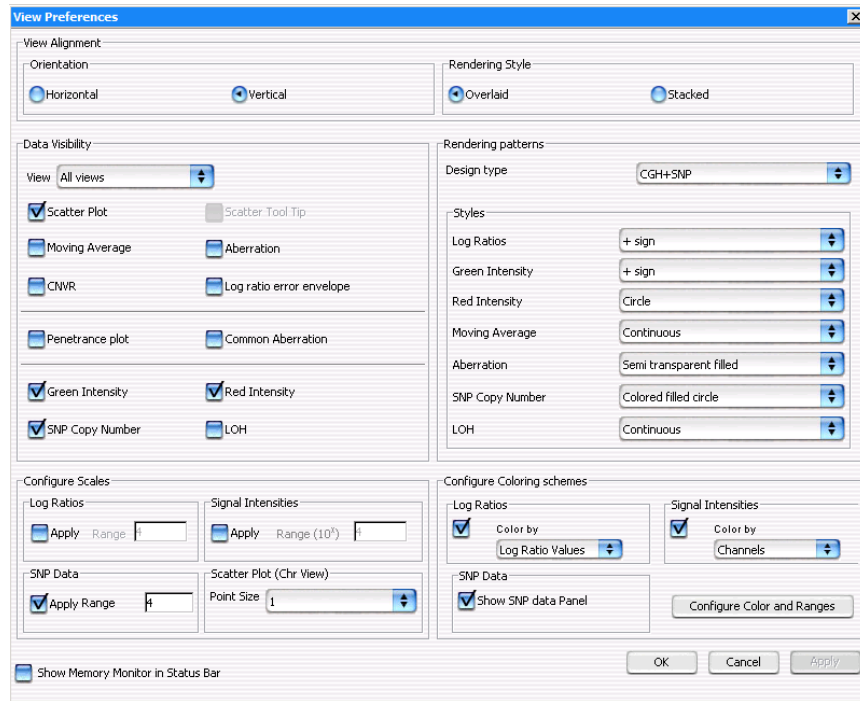 View Preferences
View Alignment
Orientation
Horizontal
Vertical
Rendering Style
Overlaid
Stacked
Data Visibility
View All views
Scatter Plot
Scatter Tool Tip
Moving Average
Aberration
CNVR
Log ratio error envelope
Penetrance plot
Common Aberration
Green Intensity
Red Intensity
SNP Copy Number
LOH
Rendering patterns
Design type CGH+SNP
Styles
Log Ratios + sign
Green Intensity + sign
Red Intensity Circle
Moving Average Continuous
Aberration Semi transparent filled
SNP Copy Number Colored filled circle
LOH Continuous
Configure Scales
Log Ratios
Apply Range 4
Signal Intensities
Apply Range (10^X) 4
SNP Data
Apply Range 4
Scatter Plot (Chr View)
Point Size 1
Configure Coloring schemes
Log Ratios
Color by
Log Ratio Values
Signal Intensities
Color by
Channels
SNP Data
Show SNP data Panel
Configure Color and Ranges
Show Memory Monitor in Status Bar
OK Cancel Apply